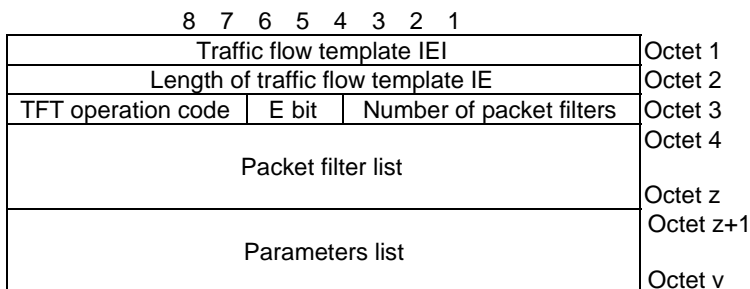 8 7 6 5 4 3 2 1
Traffic flow template IEI Octet 1
Length of traffic flow template IE Octet 2
TFT operation code E bit Number of packet filters Octet 3
Octet 4
Packet filter list
Octet z
Octet z+1
Parameters list
Octet v